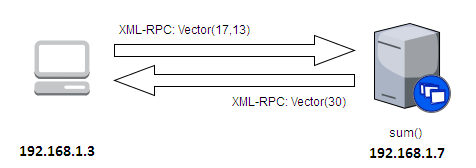 XML-RPC: Vector(17,13)
XML-RPC: Vector(30)
sum()
192.168.1.3
192.168.1.7